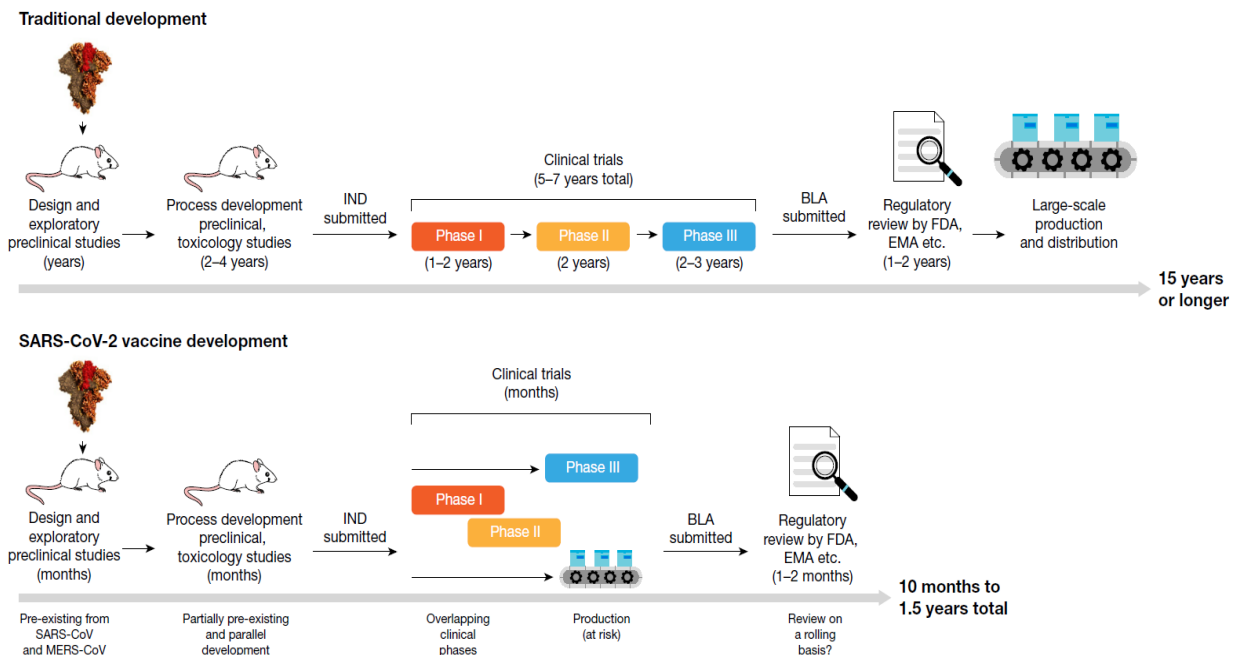 Traditional development
Design and
exploratory
preclinical studies
(years)
Process development
preclinical,
toxicology studies
(2–4 years)
IND
submitted
Clinical trials
(5–7 years total)
Phase I
(1–2 years)
Phase II
(2 years)
Phase III
(2–3 years)
BLA
submitted
Regulatory
review by FDA,
EMA etc.
(1–2 years)
Large-scale
production
and distribution
15 years
or longer
SARS-CoV-2 vaccine development
Design and
exploratory
preclinical studies
(months)
Process development
preclinical,
toxicology studies
(months)
IND
submitted
Clinical trials
(months)
Phase III
Phase I
Phase II
BLA
submitted
Regulatory
review by FDA,
EMA etc.
(1–2 months)
10 months to
1.5 years total
Pre-existing from
SARS-CoV
and MERS-CoV
Partially pre-existing
and parallel
development
Overlapping
clinical
phases
Production
(at risk)
Review on
a rolling
basis?